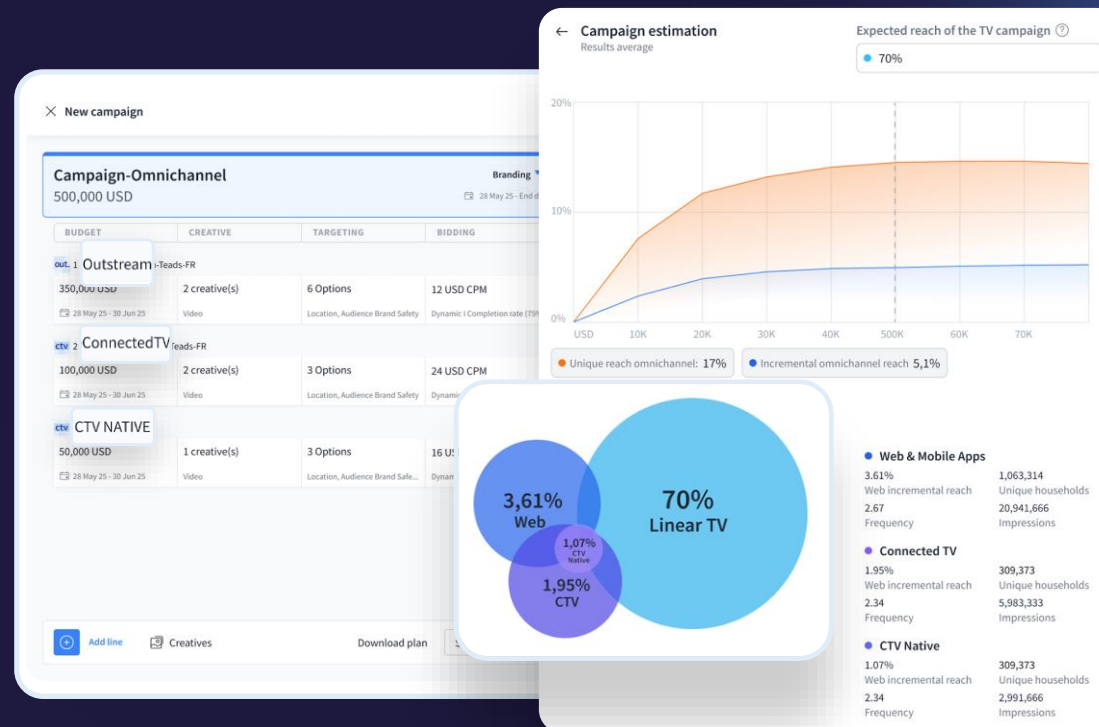 New campaign
Campaign-Omnichannel
500,000 USD
Branding
28 May 25 - End d
BUDGET CREATIVE TARGETING BIDDING
out. 1 Outstream -Teads-FR
350,000 USD 2 creative(s) 6 Options 12 USD CPM
28 May 25 - 30 Jun 25 Video Location, Audience Brand Safety Dynamic I Completion rate (75%
ctv 2 ConnectedTV Teads-FR
100,000 USD 2 creative(s) 3 Options 24 USD CPM
28 May 25 - 30 Jun 25 Video Location, Audience Brand Safety
ctv CTV NATIVE
50,000 USD 1 creative(s) 3 Options
28 May 25 - 30 Jun 25 Video Location, Audience Brand Safe...
Add line Creatives Download plan
Campaign estimation
Results average
Expected reach of the TV campaign ?
70%
20%
10%
0%
USD 10K 20K 30K 40K 500K 60K 70K
Unique reach omnichannel: 17% Incremental omnichannel reach 5,1%
3,61%
Web
70%
Linear TV
1,07%
CTV
Native
1,95%
CTV
Web & Mobile Apps
3.61% 1,063,314
Web incremental reach Unique households
2.67 20,941,666
Frequency Impressions
Connected TV
1.95% 309,373
Web incremental reach Unique households
2.34 5,983,333
Frequency Impressions
CTV Native
1.07% 309,373
Web incremental reach Unique households
2.34 2,991,666
Frequency Impressions